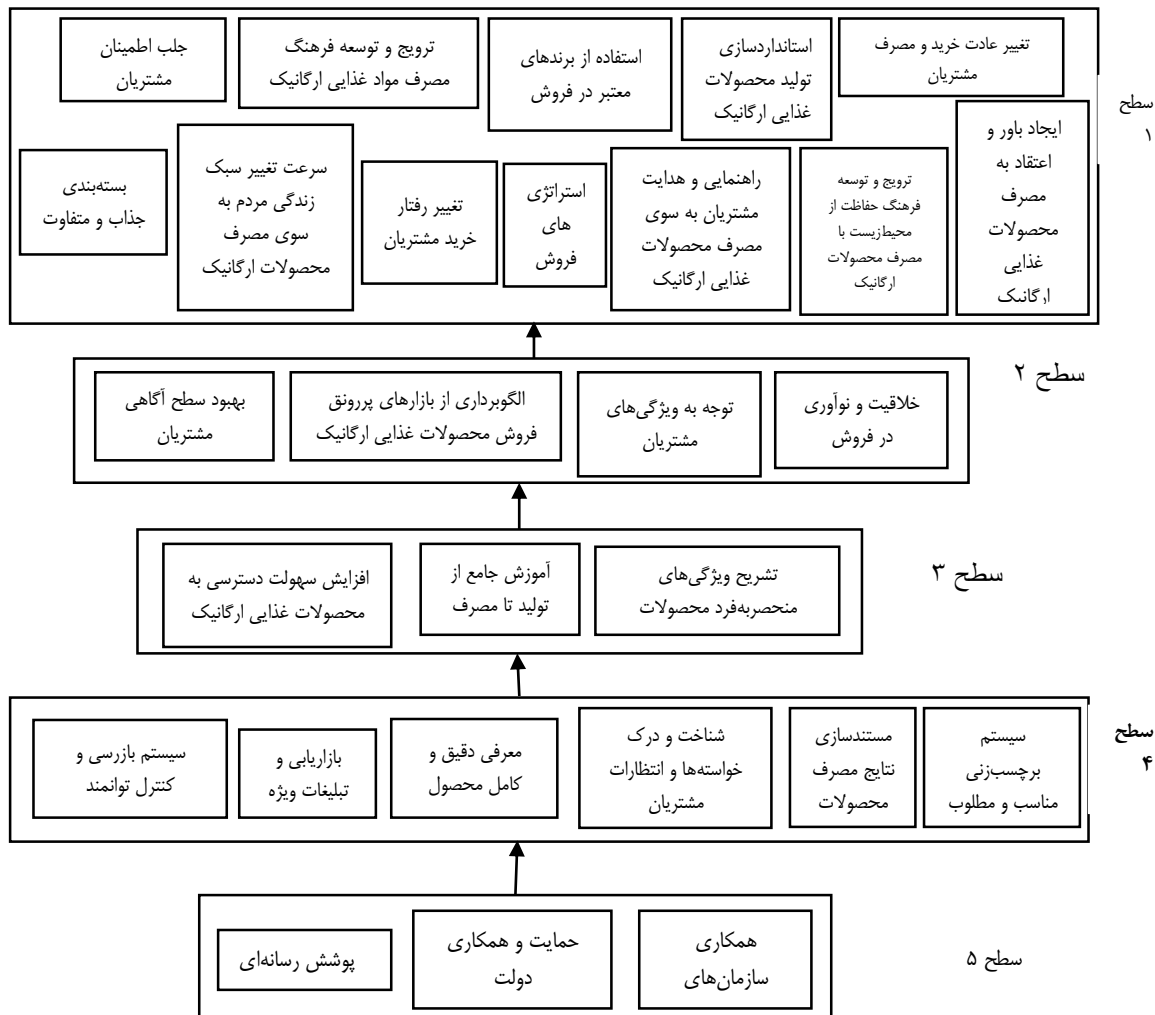 تغییر عادت خرید و مصرف
مشتریان
استانداردسازی
تولید محصولات
غذایی ارگانیک
استفاده از برندهای
معتبر در فروش
ترویج و توسعه فرهنگ
مصرف مواد غذایی ارگانیک
جلب اطمینان
مشتریان
سطح
۱
ایجاد باور و
اعتقاد به
مصرف
محصولات
غذایی
ارگانیک
ترویج و توسعه
فرهنگ حفاظت از
محیط‌زیست با
مصرف محصولات
ارگانیک
راهنمایی و هدایت
مشتریان به سوی
مصرف محصولات
غذایی ارگانیک
استراتژی
های
فروش
تغییر رفتار
خرید مشتریان
سرعت تغییر سبک
زندگی مردم به
سوی مصرف
محصولات ارگانیک
بسته‌بندی
جذاب و متفاوت
سطح ۲
خلاقیت و نوآوری
در فروش
توجه به ویژگی‌های
مشتریان
الگوبرداری از بازارهای پررونق
فروش محصولات غذایی ارگانیک
بهبود سطح آگاهی
مشتریان
سطح ۳
تشریح ویژگی‌های
منحصربه‌فرد محصولات
آموزش جامع از
تولید تا مصرف
افزایش سهولت دسترسی به
محصولات غذایی ارگانیک
سطح
۴
سیستم
برچسب‌زنی
مناسب و مطلوب
مستندسازی
نتایج مصرف
محصولات
شناخت و درک
خواسته‌ها و انتظارات
مشتریان
معرفی دقیق و
کامل محصول
بازاریابی و
تبلیغات ویژه
سیستم بازرسی و
کنترل توانمند
سطح ۵
همکاری
سازمان‌های
حمایت و همکاری
دولت
پوشش رسانه‌ای